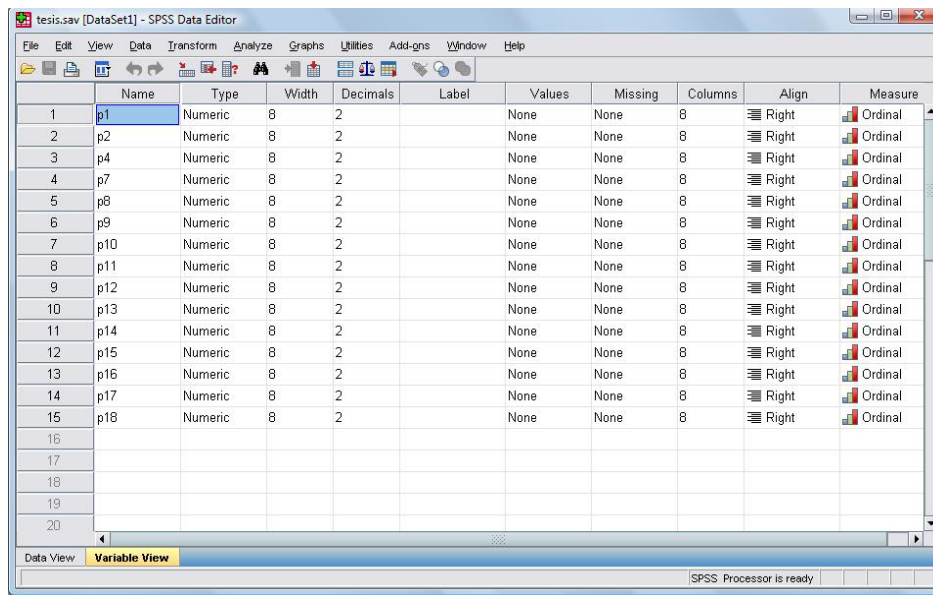 tesis.sav [DataSet1] - SPSS Data Editor
File Edit View Data Transform Analyze Graphs Utilities Add-ons Window Help
Name Type Width Decimals Label Values Missing Columns Align Measure
1 p1 Numeric 8 2 None None 8 Right Ordinal
2 p2 Numeric 8 2 None None 8 Right Ordinal
3 p4 Numeric 8 2 None None 8 Right Ordinal
4 p7 Numeric 8 2 None None 8 Right Ordinal
5 p8 Numeric 8 2 None None 8 Right Ordinal
6 p9 Numeric 8 2 None None 8 Right Ordinal
7 p10 Numeric 8 2 None None 8 Right Ordinal
8 p11 Numeric 8 2 None None 8 Right Ordinal
9 p12 Numeric 8 2 None None 8 Right Ordinal
10 p13 Numeric 8 2 None None 8 Right Ordinal
11 p14 Numeric 8 2 None None 8 Right Ordinal
12 p15 Numeric 8 2 None None 8 Right Ordinal
13 p16 Numeric 8 2 None None 8 Right Ordinal
14 p17 Numeric 8 2 None None 8 Right Ordinal
15 p18 Numeric 8 2 None None 8 Right Ordinal
16
17
18
19
20
Data View Variable View
SPSS Processor is ready